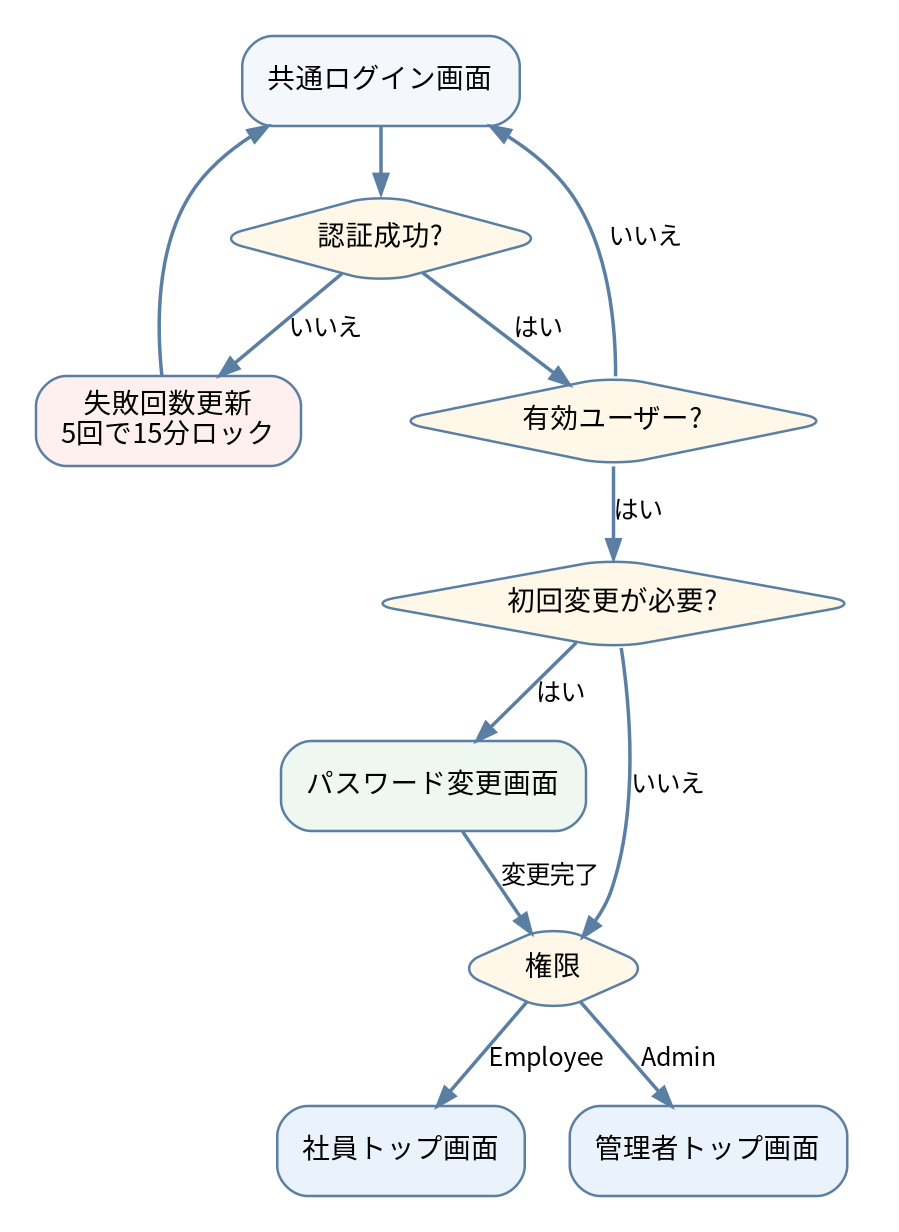 共通ログイン画面
認証成功?
いいえ
いいえ
はい
失敗回数更新
5回で15分ロック
有効ユーザー?
はい
初回変更が必要?
はい
パスワード変更画面
いいえ
変更完了
権限
Employee
Admin
社員トップ画面
管理者トップ画面